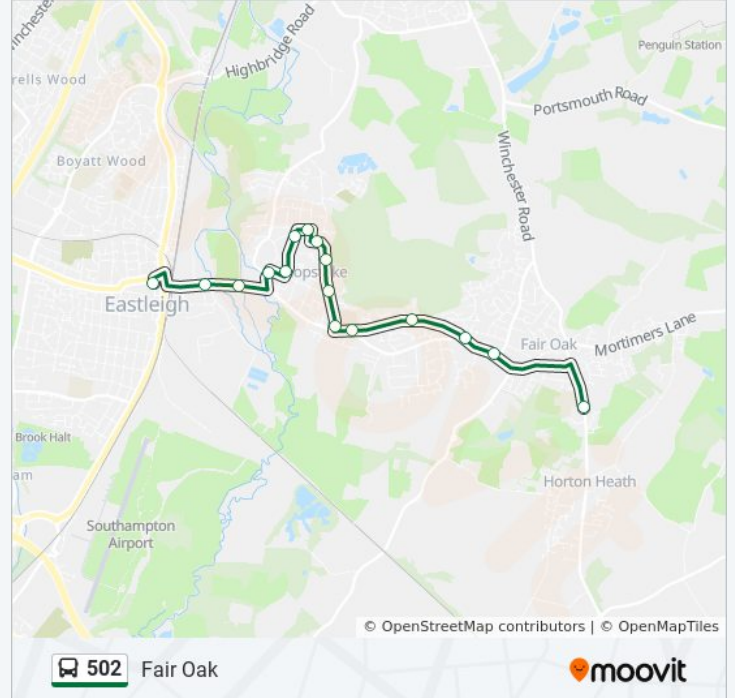 Winchester
Highbridge Road
Penguin Station
rells Wood
Portsmouth Road
Boyatt Wood
Winchester Road
opstoke
Eastleigh
Fair Oak
Mortimers Lane
Brook Halt
am
Horton Heath
Southampton
Airport
© OpenStreetMap contributors | © OpenMapTiles
502 Fair Oak
moovit